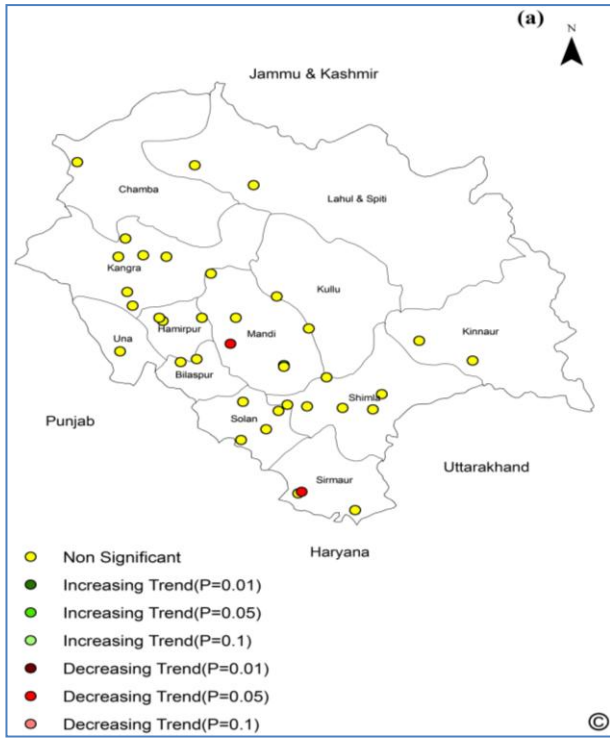 (a)
Jammu & Kashmir
Chamba
Lahul & Spiti
Kangra
Kullu
Kinnaur
Una
Hamirpur
Mandi
Bilaspur
Shimla
Punjab
Solan
Uttarakhand
Sirmaur
Haryana
Non Significant
Increasing Trend(P=0.01)
Increasing Trend(P=0.05)
Increasing Trend(P=0.1)
Decreasing Trend(P=0.01)
Decreasing Trend(P=0.05)
Decreasing Trend(P=0.1)
©